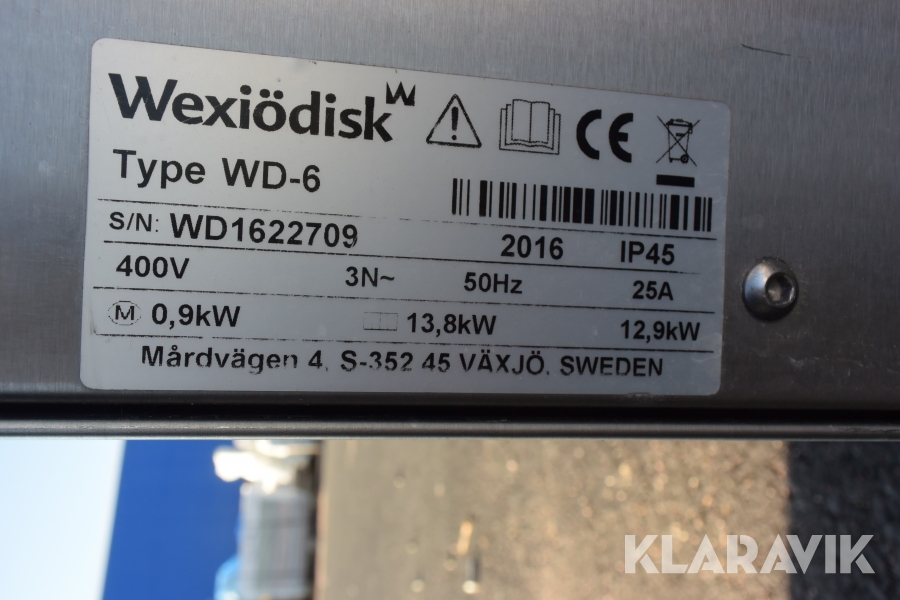 Wexiödisk
Type WD-6
S/N: WD1622709 2016 IP45
400V 3N~ 50Hz 25A
M 0,9kW 13,8kW 12,9kW
Mårdvägen 4, S-352 45 VÄXJÖ, SWEDEN
KLARAVIK